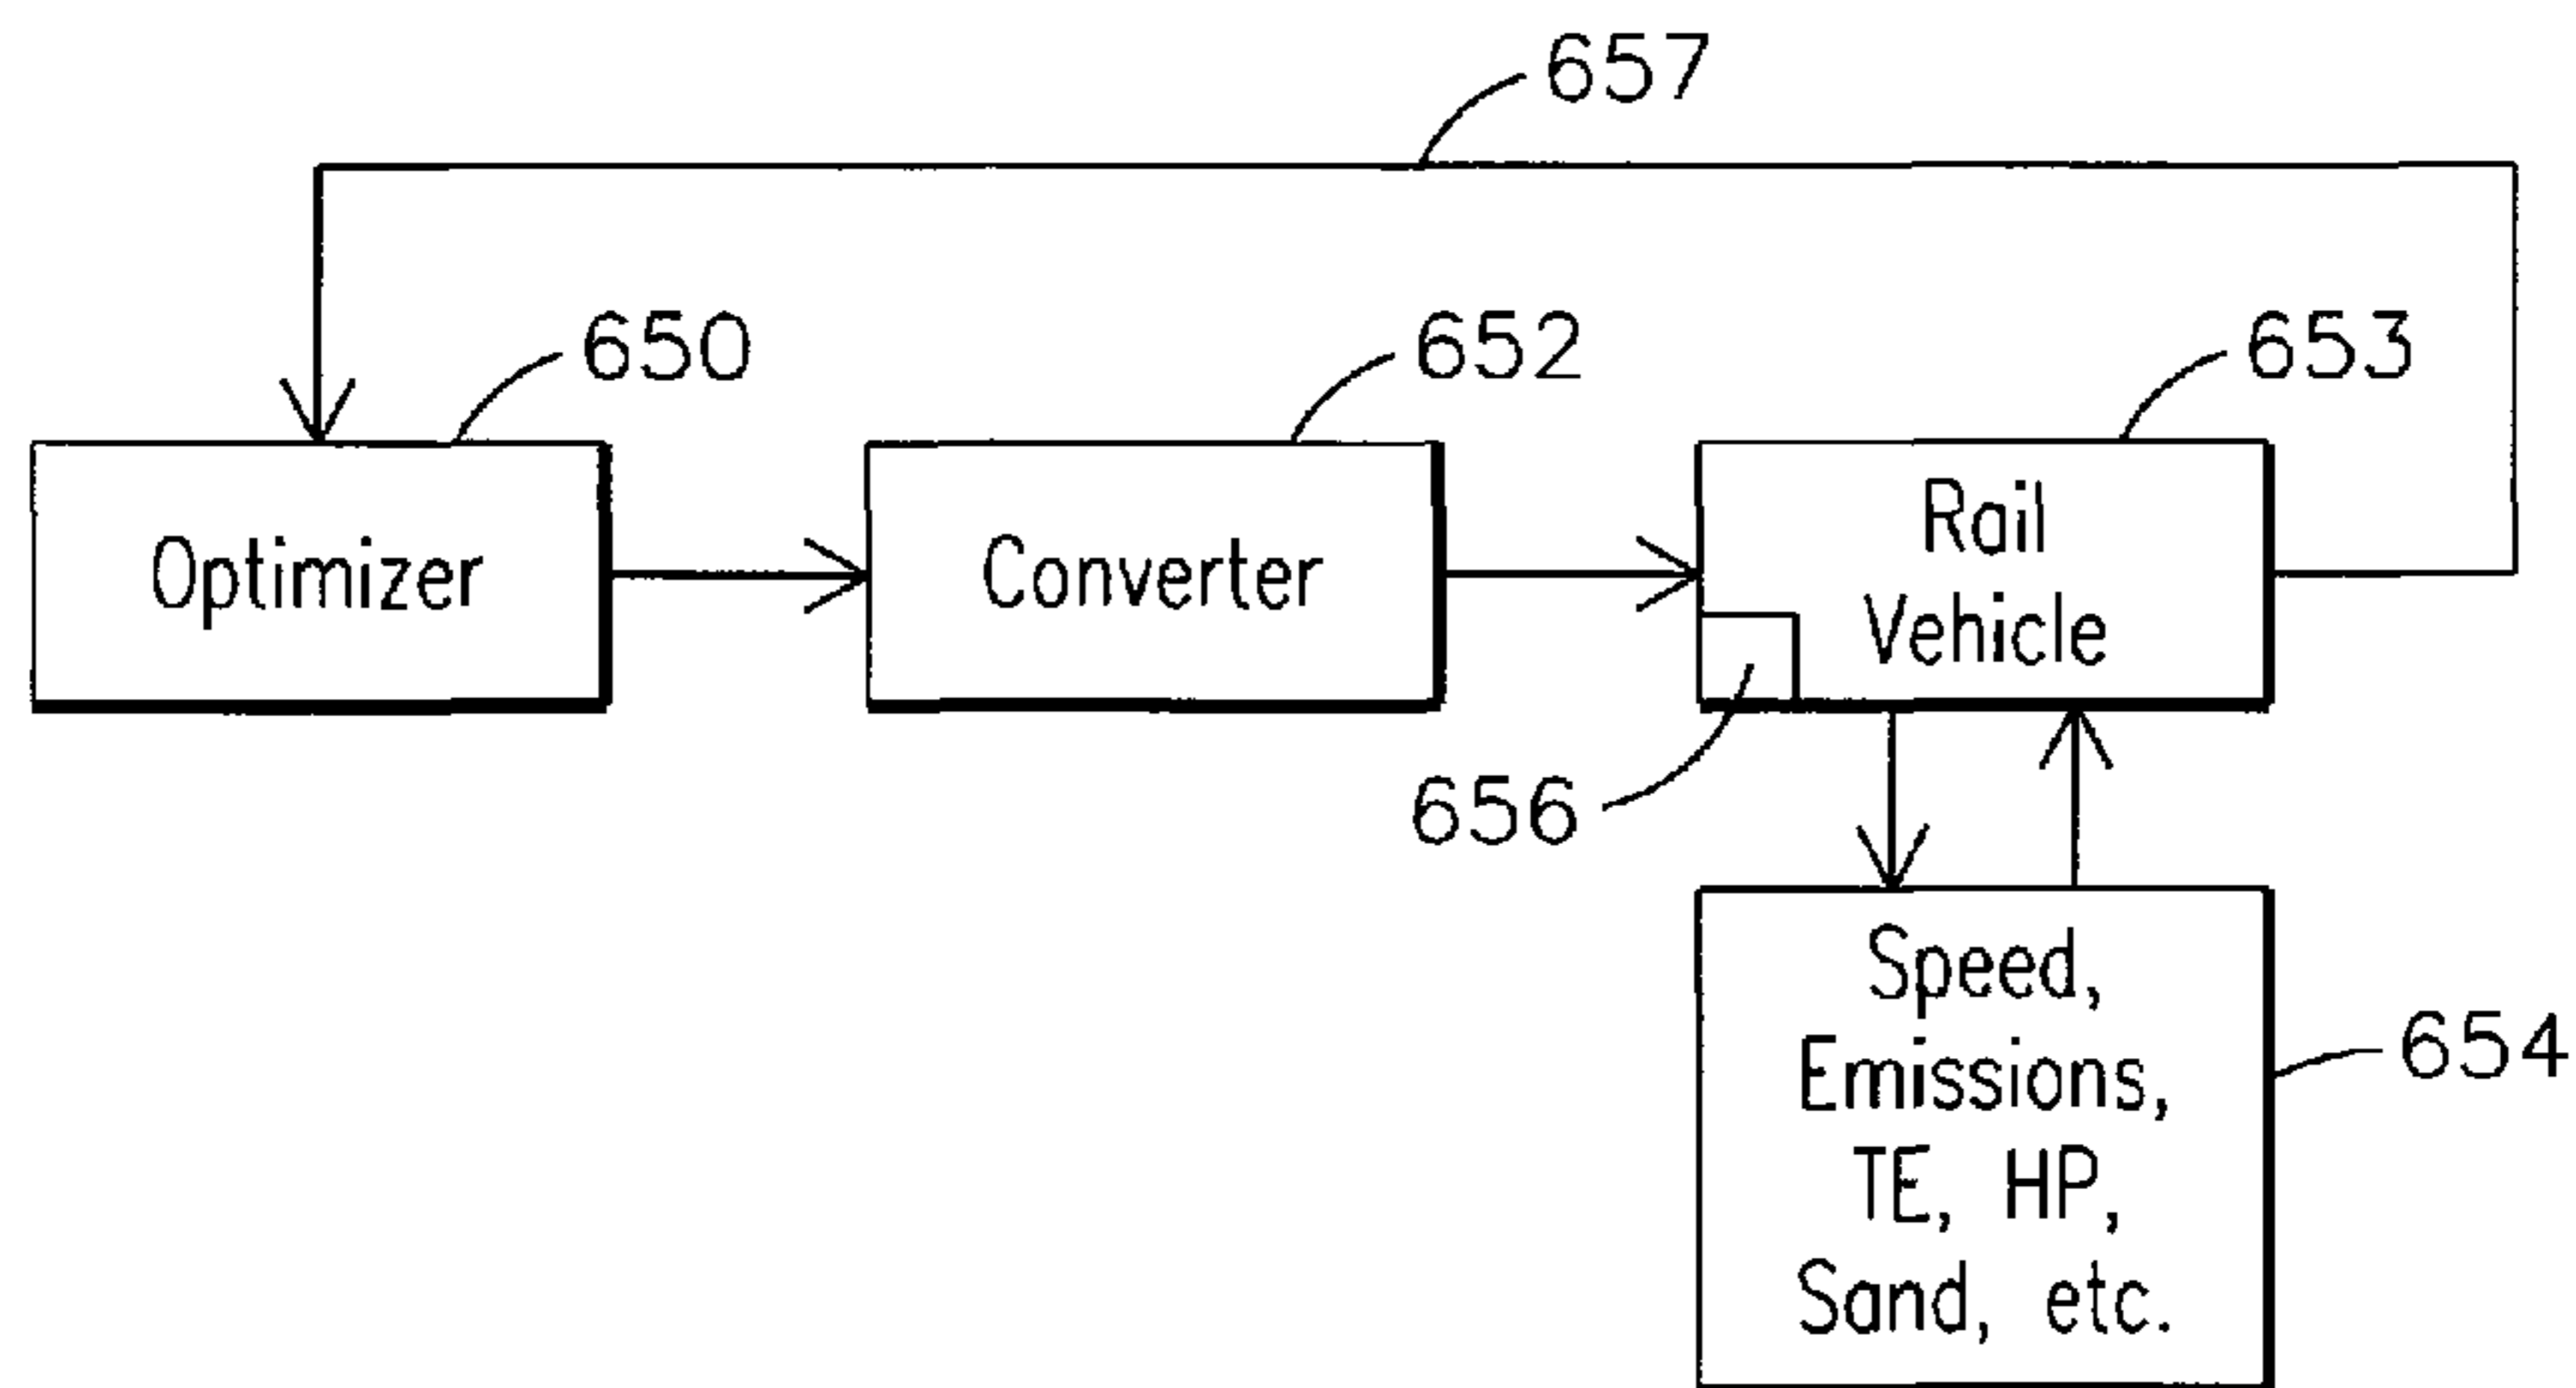 657
650
652
653
Optimizer
Converter
Rail
Vehicle
656
Speed,
Emissions,
TE, HP,
Sand, etc.
654